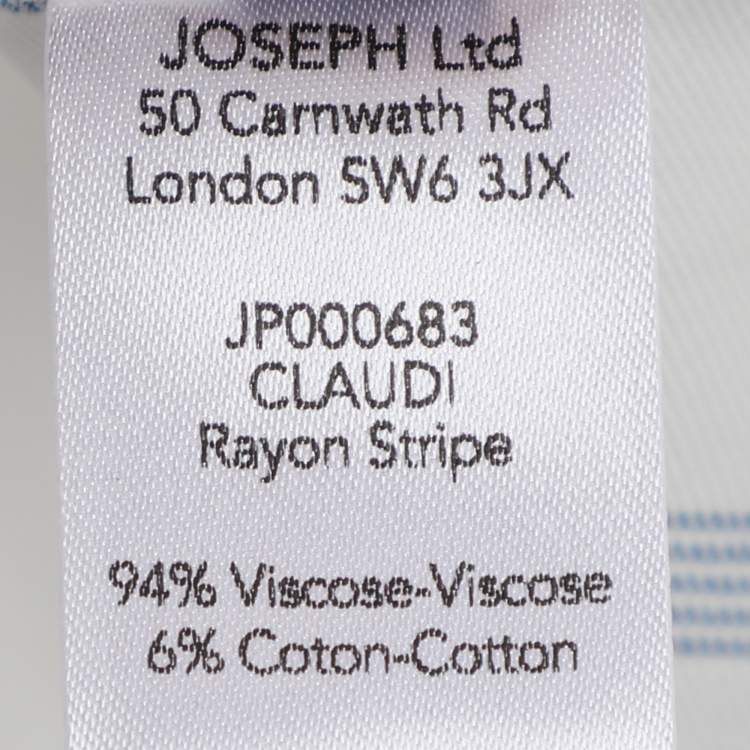 JOSEPH Ltd
50 Carnwath Rd
London SW6 3JX
JP000683
CLAUDI
Rayon Stripe
94% Viscose-Viscose
6% Coton-Cotton